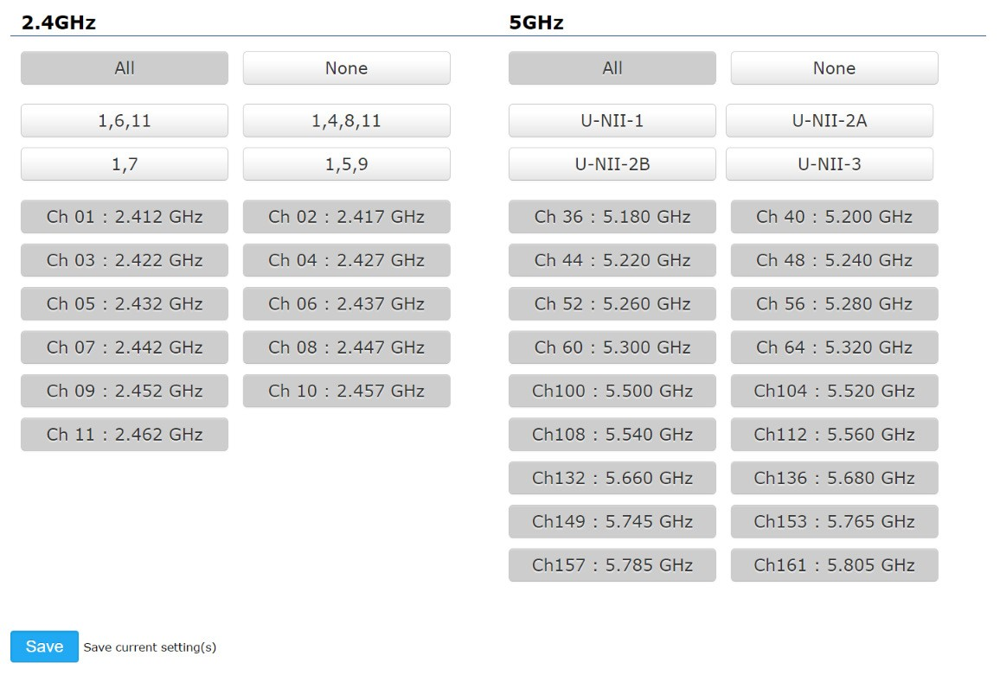 2.4GHz
All None
1,6,11 1,4,8,11
1,7 1,5,9
Ch 01 : 2.412 GHz Ch 02 : 2.417 GHz
Ch 03 : 2.422 GHz Ch 04 : 2.427 GHz
Ch 05 : 2.432 GHz Ch 06 : 2.437 GHz
Ch 07 : 2.442 GHz Ch 08 : 2.447 GHz
Ch 09 : 2.452 GHz Ch 10 : 2.457 GHz
Ch 11 : 2.462 GHz
5GHz
All None
U-NII-1 U-NII-2A
U-NII-2B U-NII-3
Ch 36 : 5.180 GHz Ch 40 : 5.200 GHz
Ch 44 : 5.220 GHz Ch 48 : 5.240 GHz
Ch 52 : 5.260 GHz Ch 56 : 5.280 GHz
Ch 60 : 5.300 GHz Ch 64 : 5.320 GHz
Ch100 : 5.500 GHz Ch104 : 5.520 GHz
Ch108 : 5.540 GHz Ch112 : 5.560 GHz
Ch132 : 5.660 GHz Ch136 : 5.680 GHz
Ch149 : 5.745 GHz Ch153 : 5.765 GHz
Ch157 : 5.785 GHz Ch161 : 5.805 GHz
Save Save current setting(s)